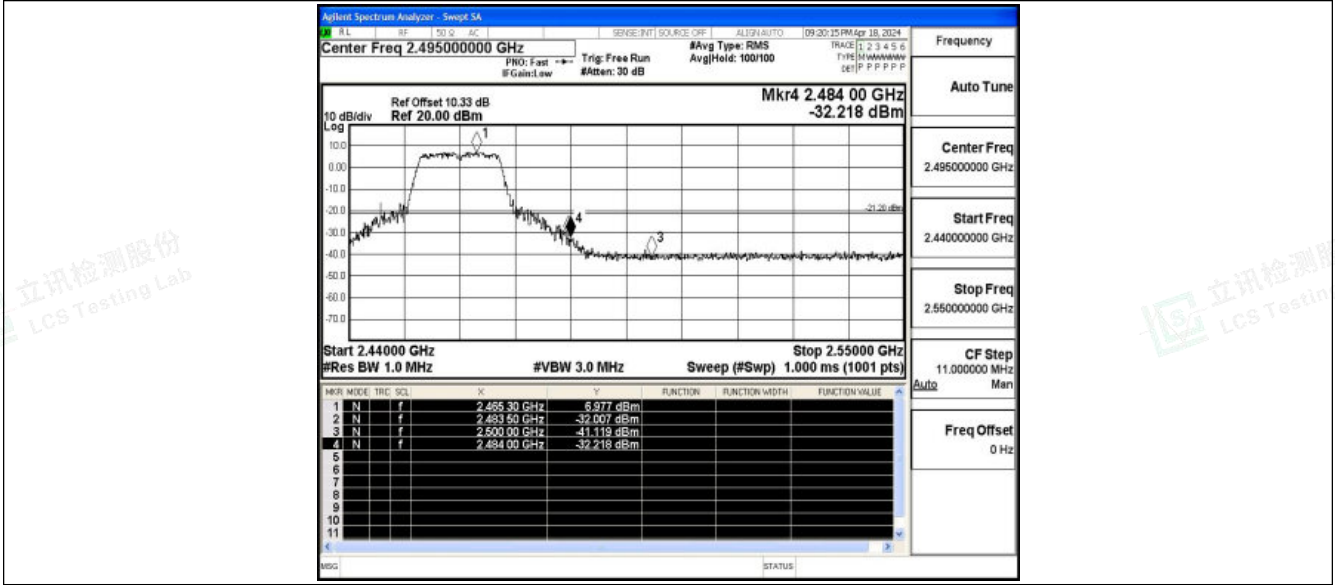 Agilent Spectrum Analyzer - Swept SA
RL RF 50 Ω AC SENSE:INT SOURCE OFF ALIGNAUTO 09:20:15 PM Apr 18, 2024
Center Freq 2.495000000 GHz
PNO: Fast
IFGain:Low
Trig: Free Run
#Atten: 30 dB
#Avg Type: RMS
Avg|Hold: 100/100
TRACE 1 2 3 4 5 6
TYPE M W W W W W
DET P P P P P P
Mkr4 2.484 00 GHz
-32.218 dBm
Ref Offset 10.33 dB
10 dB/div Ref 20.00 dBm
Log
10.0
0.00
-10.0
-20.0
-30.0
-40.0
-50.0
-60.0
-70.0
1
4
3
-21.20 dBm
Start 2.44000 GHz Stop 2.55000 GHz
#Res BW 1.0 MHz #VBW 3.0 MHz Sweep (#Swp) 1.000 ms (1001 pts)
MKR MODE TRC SCL X Y FUNCTION FUNCTION WIDTH FUNCTION VALUE
1 N f 2.465 30 GHz 6.977 dBm
2 N f 2.483 50 GHz -32.007 dBm
3 N f 2.500 00 GHz -41.119 dBm
4 N f 2.484 00 GHz -32.218 dBm
5
6
7
8
9
10
11
MSG STATUS
Frequency
Auto Tune
Center Freq
2.495000000 GHz
Start Freq
2.440000000 GHz
Stop Freq
2.550000000 GHz
CF Step
11.000000 MHz
Auto Man
Freq Offset
0 Hz
立讯检测股份
LCS Testing Lab
立讯检测
LCS Testin